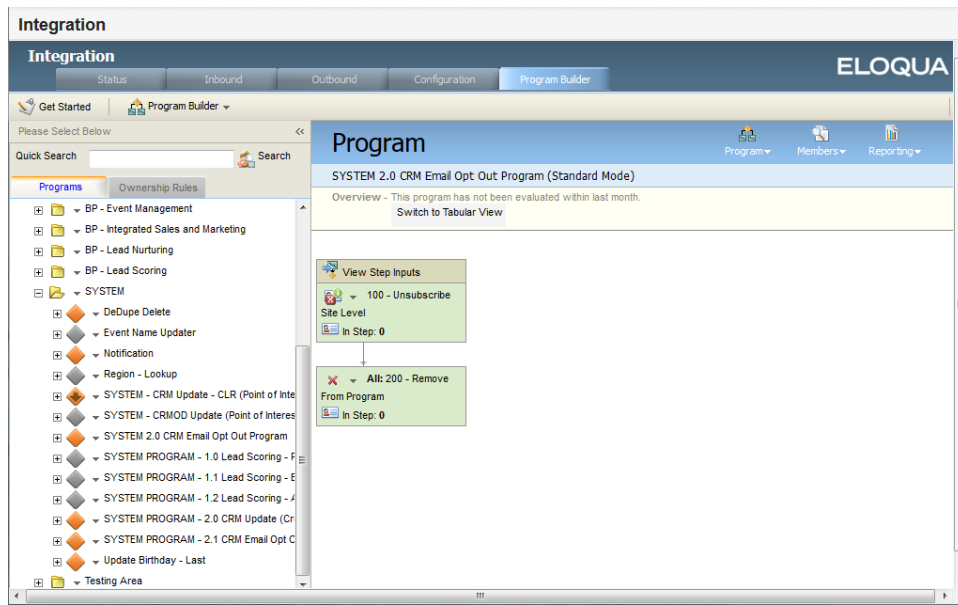 Integration
Integration
ELOQUA
Status
Inbound
Outbound
Configuration
Program Builder
Get Started
Program Builder
Please Select Below
<<
Quick Search
Search
Programs
Ownership Rules
BP - Event Management
BP - Integrated Sales and Marketing
BP - Lead Nurturing
BP - Lead Scoring
SYSTEM
DeDupe Delete
Event Name Updater
Notification
Region - Lookup
SYSTEM - CRM Update - CLR (Point of Inte
SYSTEM - CRMOD Update (Point of Interes
SYSTEM 2.0 CRM Email Opt Out Program
SYSTEM PROGRAM - 1.0 Lead Scoring - P
SYSTEM PROGRAM - 1.1 Lead Scoring - E
SYSTEM PROGRAM - 1.2 Lead Scoring - A
SYSTEM PROGRAM - 2.0 CRM Update (Cr
SYSTEM PROGRAM - 2.1 CRM Email Opt O
Update Birthday - Last
Testing Area
Program
Program
Members
Reporting
SYSTEM 2.0 CRM Email Opt Out Program (Standard Mode)
Overview - This program has not been evaluated within last month.
Switch to Tabular View
View Step Inputs
100 - Unsubscribe
Site Level
In Step: 0
All: 200 - Remove
From Program
In Step: 0